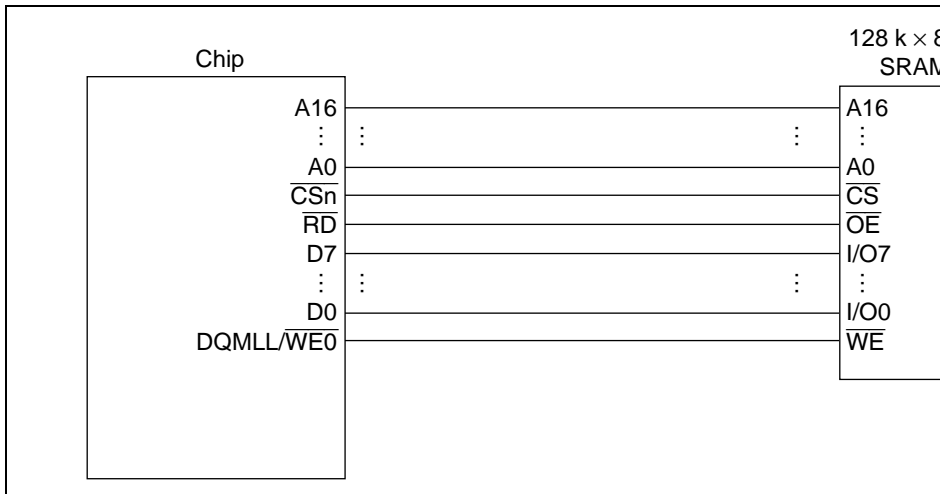 Chip
A16
⋮
A0
CSn
RD
D7
⋮
D0
DQMLL/WE0
⋮
⋮
⋮
⋮
128 k × 8
SRAM
A16
⋮
A0
CS
OE
I/O7
⋮
I/O0
WE